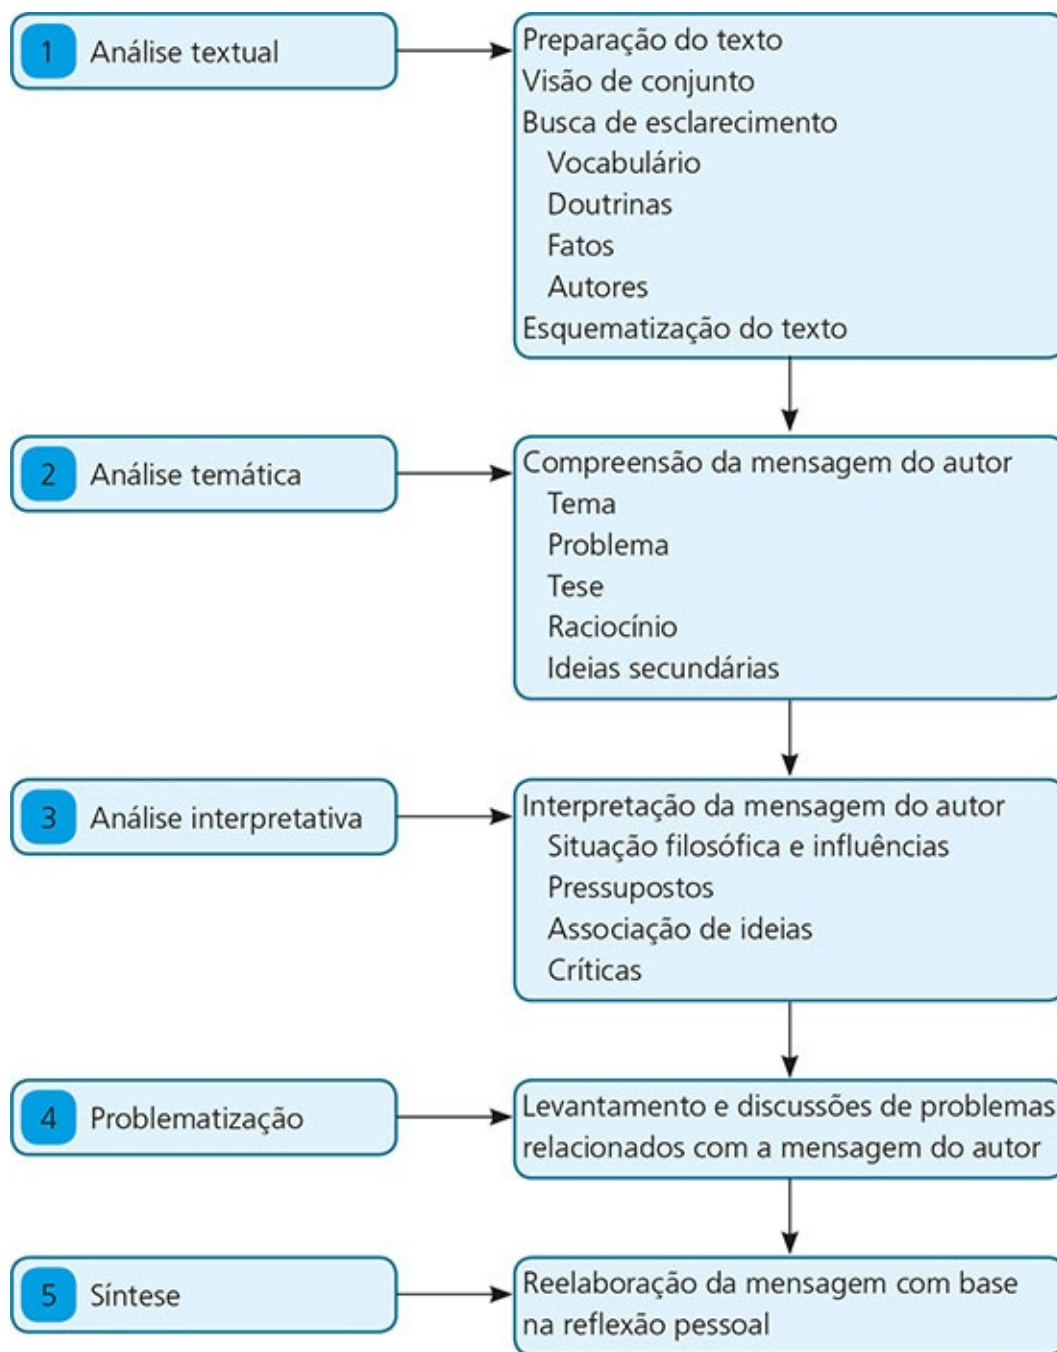 1 Análise textual
Preparação do texto
Visão de conjunto
Busca de esclarecimento
Vocabulário
Doutrinas
Fatos
Autores
Esquematização do texto
2 Análise temática
Compreensão da mensagem do autor
Tema
Problema
Tese
Raciocínio
Ideias secundárias
3 Análise interpretativa
Interpretação da mensagem do autor
Situação filosófica e influências
Pressupostos
Associação de ideias
Críticas
4 Problematização
Levantamento e discussões de problemas
relacionados com a mensagem do autor
5 Síntese
Reelaboração da mensagem com base
na reflexão pessoal